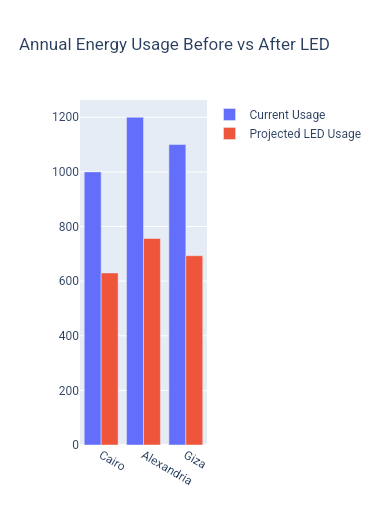 Annual Energy Usage Before vs After LED
Current Usage
Projected LED Usage
1200
1000
800
600
400
200
0
Cairo
Alexandria
Giza